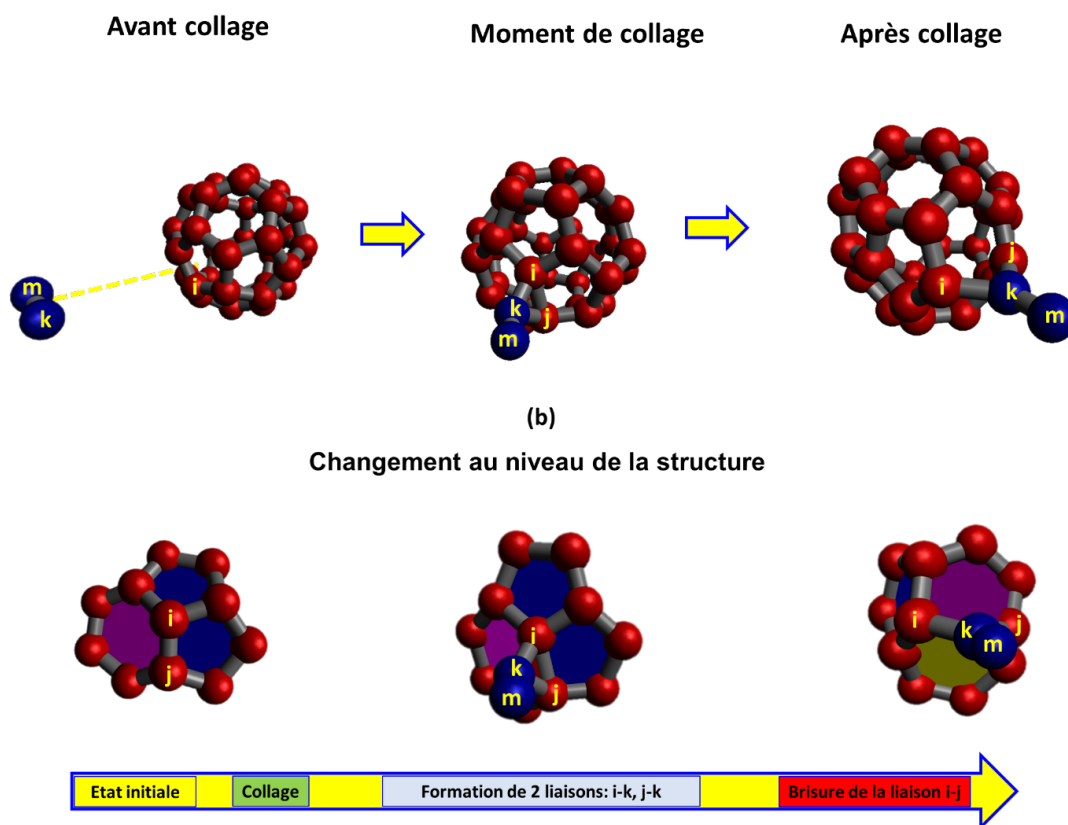 Avant collage
Moment de collage
Après collage
m
k
i
i
k
j
m
j
i
k
m
(b)
Changement au niveau de la structure
i
j
i
k
m
j
i
k
j
m
Etat initiale
Collage
Formation de 2 liaisons: i-k, j-k
Brisure de la liaison i-j